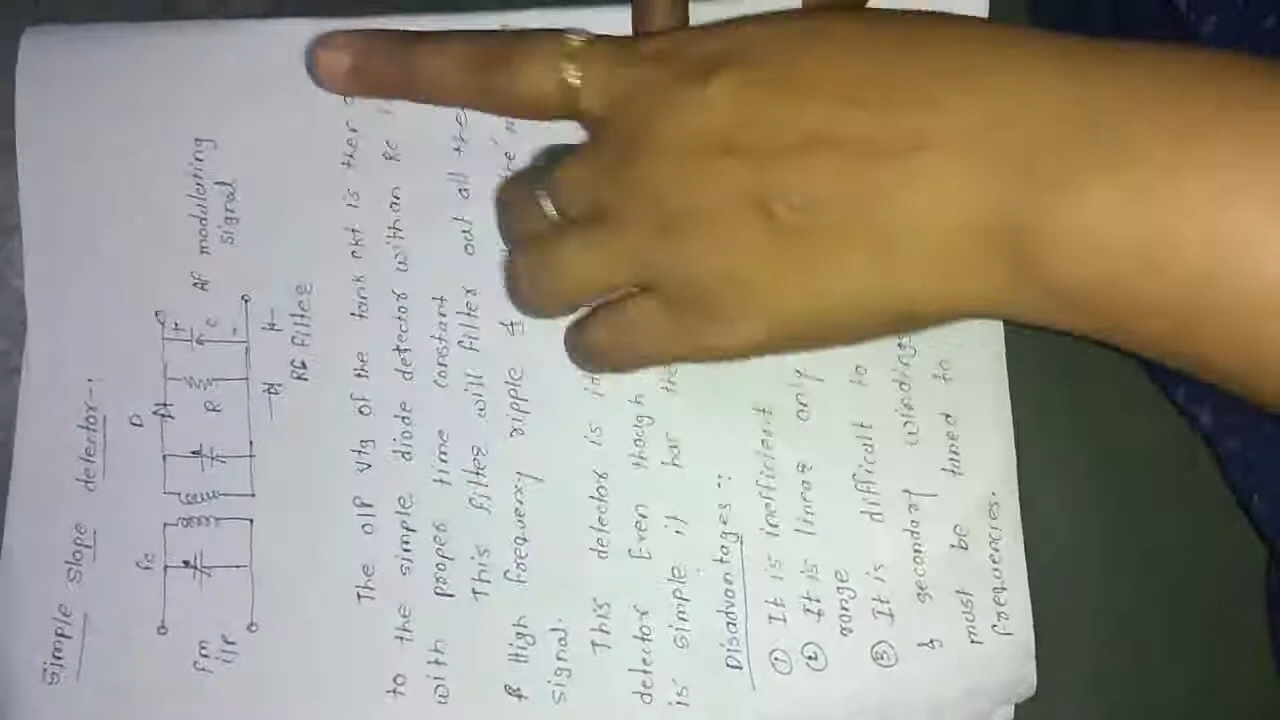 Simple slope detector-:
fc
D
Fm
i/p
R
C
+
-
AF modulating
signal
RC filter
The o/p vtg of the tank ckt is then
to the simple diode detector with an RC
with proper time constant
This filter will filter out all the
& High frequency ripple &
signal.
This detector is
detector Even though
is simple it has the
Disadvantages :-
① It is inefficient
② It is linear only
range
③ It is difficult to
& secondary windings
must be tuned to
frequencies.